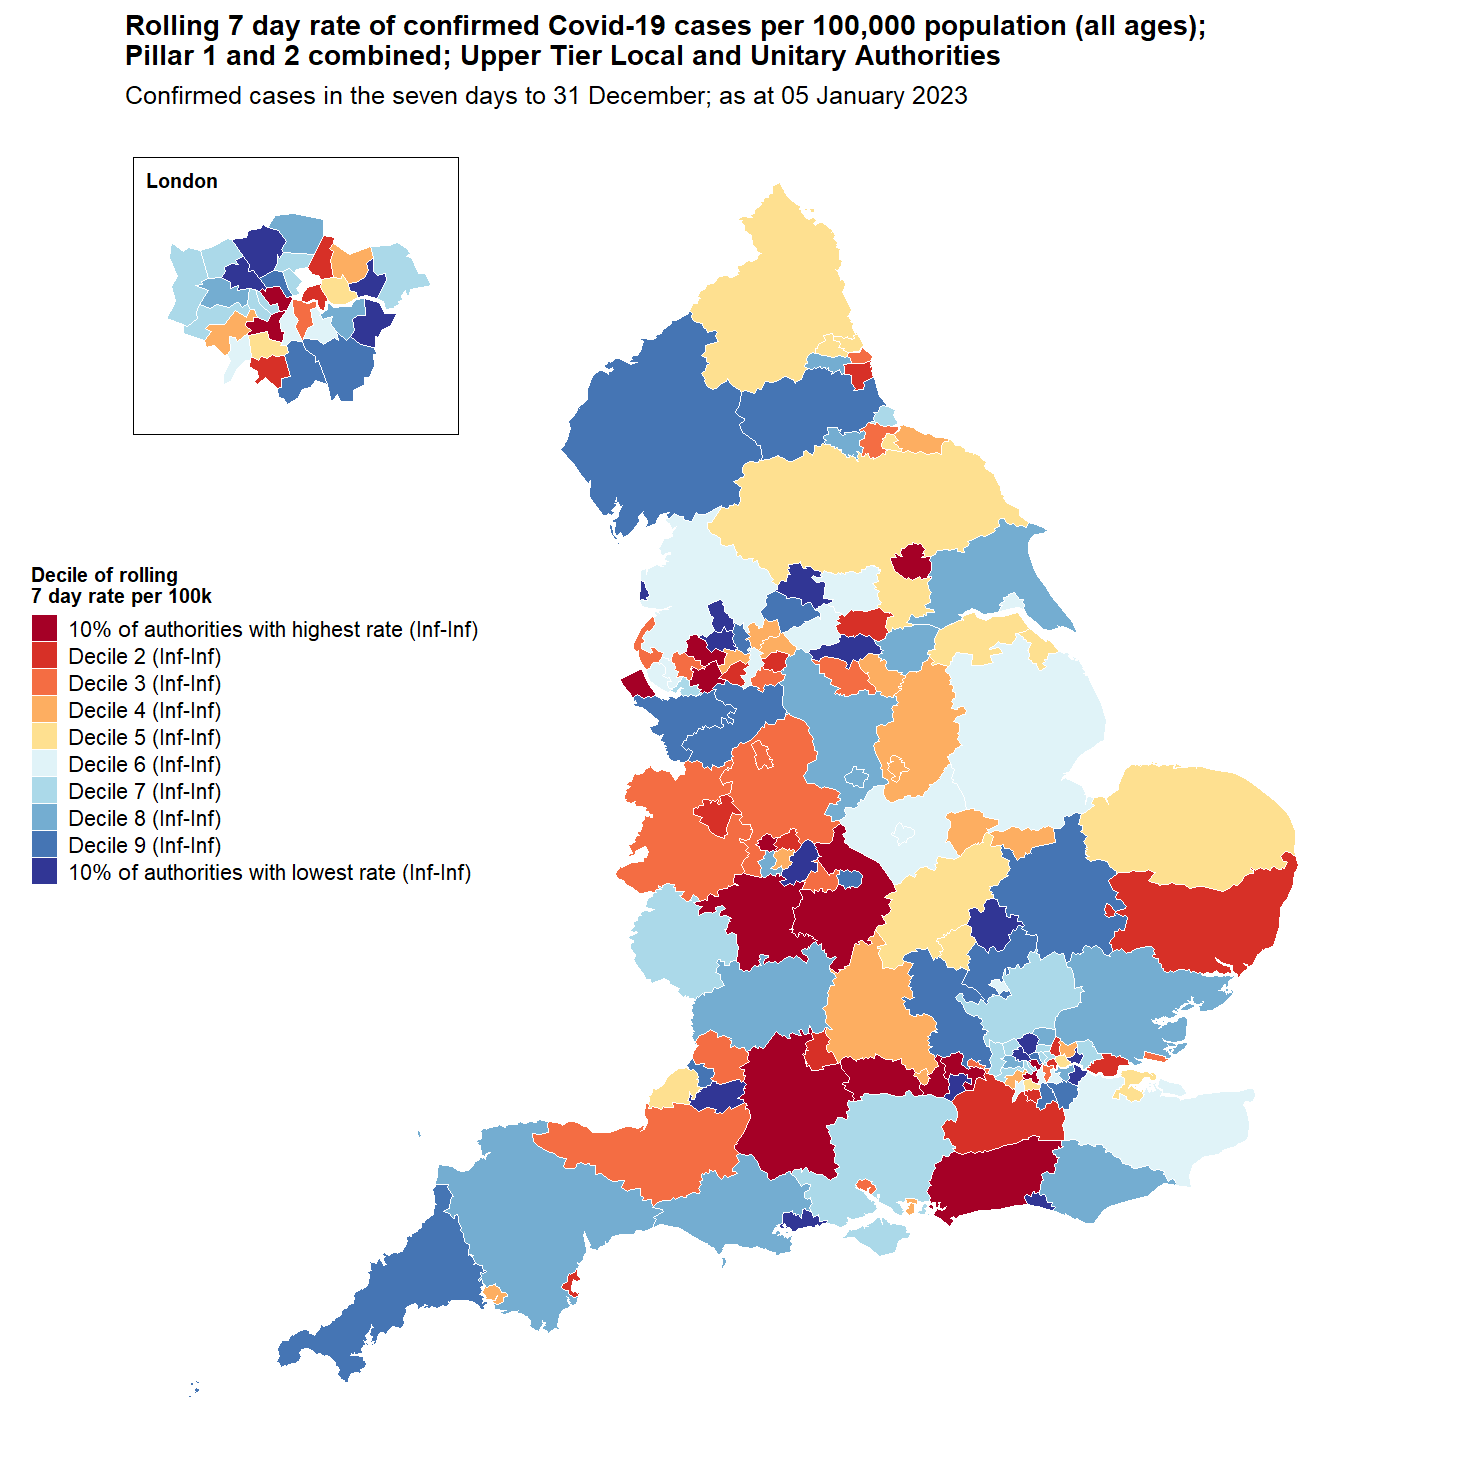 Rolling 7 day rate of confirmed Covid-19 cases per 100,000 population (all ages);
Pillar 1 and 2 combined; Upper Tier Local and Unitary Authorities
Confirmed cases in the seven days to 31 December; as at 05 January 2023
London
Decile of rolling
7 day rate per 100k
10% of authorities with highest rate (Inf-Inf)
Decile 2 (Inf-Inf)
Decile 3 (Inf-Inf)
Decile 4 (Inf-Inf)
Decile 5 (Inf-Inf)
Decile 6 (Inf-Inf)
Decile 7 (Inf-Inf)
Decile 8 (Inf-Inf)
Decile 9 (Inf-Inf)
10% of authorities with lowest rate (Inf-Inf)